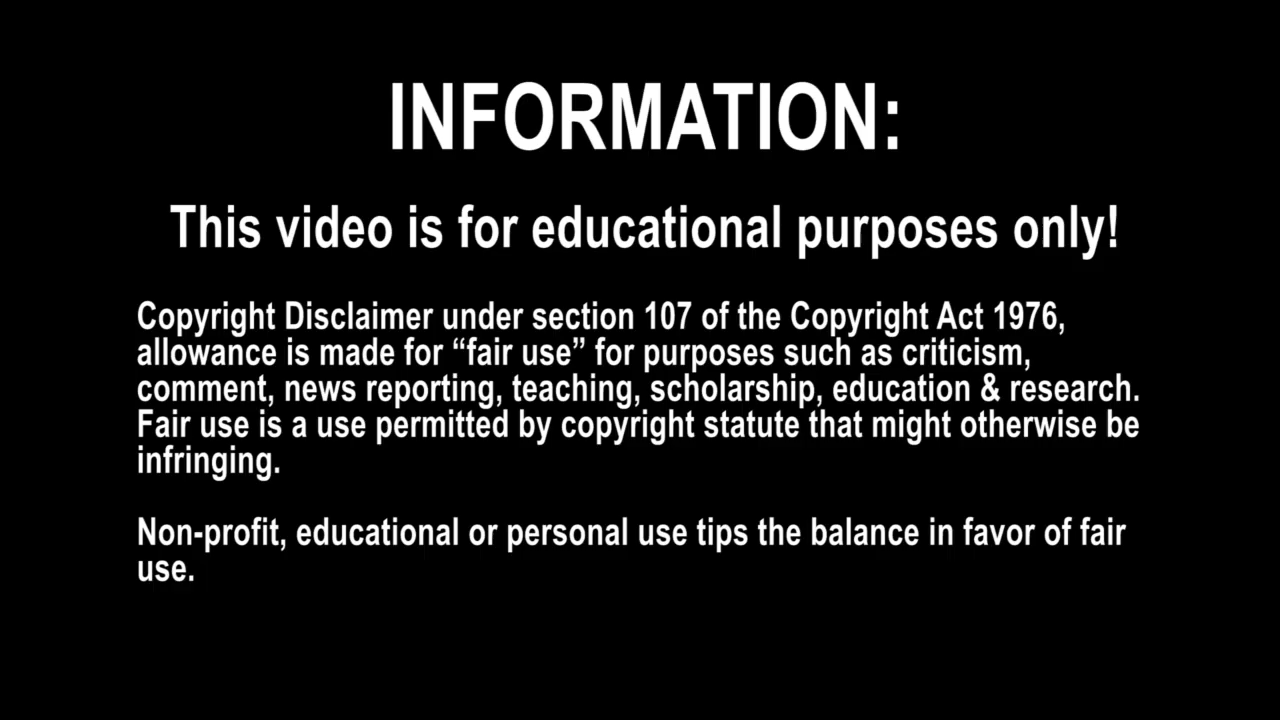 INFORMATION:
This video is for educational purposes only!
Copyright Disclaimer under section 107 of the Copyright Act 1976,
allowance is made for “fair use” for purposes such as criticism,
comment, news reporting, teaching, scholarship, education & research.
Fair use is a use permitted by copyright statute that might otherwise be
infringing.
Non-profit, educational or personal use tips the balance in favor of fair
use.